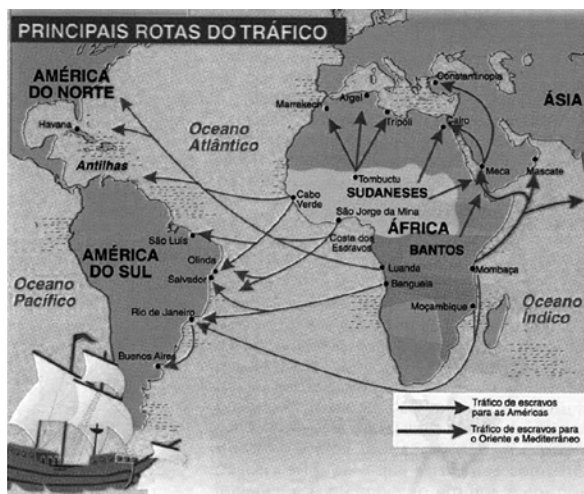 PRINCIPAIS ROTAS DO TRÁFICO
AMÉRICA
DO NORTE
Havana
Antilhas
Oceano
Atlântico
Constantinopla
Argel
Marrakech
Trípoli
Cairo
ÁSIA
Meca
Mascate
Tombuctu
SUDANESES
Cabo
Verde
São Jorge da Mina
ÁFRICA
Costa dos
Escravos
BANTOS
AMÉRICA
DO SUL
São Luís
Olinda
Salvador
Luanda
Benguala
Mombaça
Oceano
Pacífico
Rio de Janeiro
Moçambique
Oceano
Índico
Buenos Aires
Tráfico de escravos
para as Américas
Tráfico de escravos para
o Oriente e Mediterrâneo